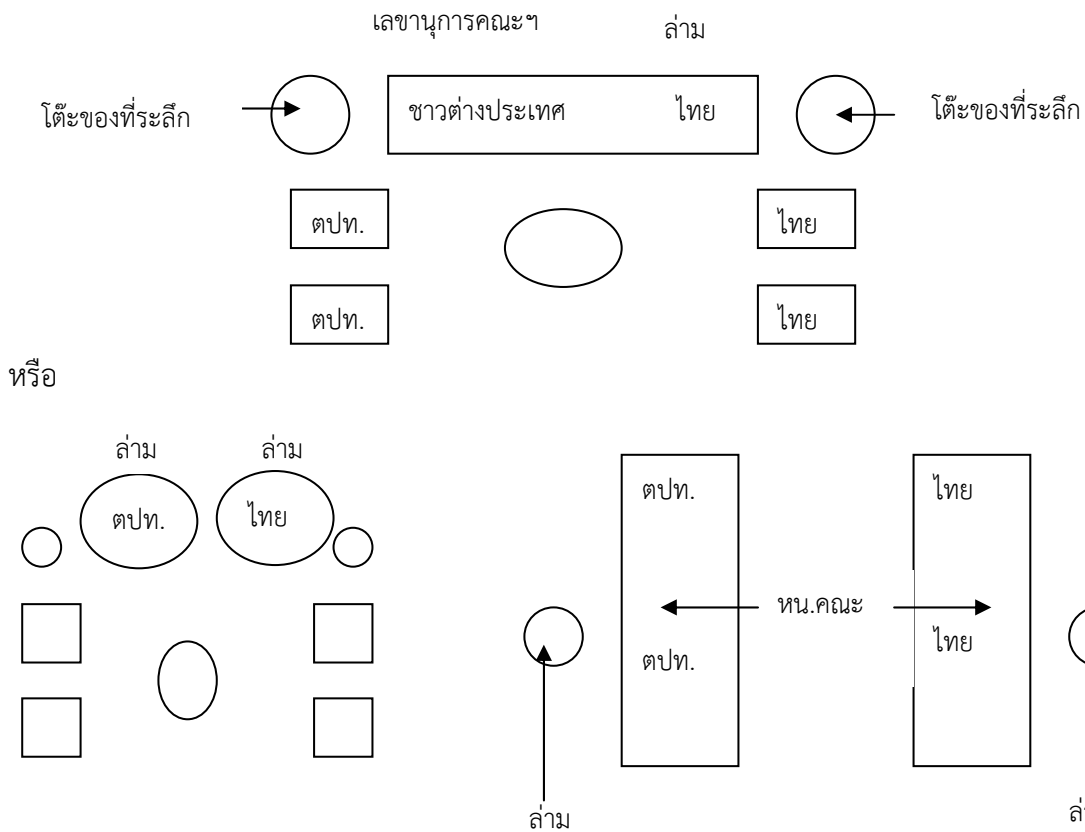 เลขานุการคณะฯ ล่าม
โต๊ะของที่ระลึก ชาวต่างประเทศ ไทย โต๊ะของที่ระลึก
ตปท. ไทย
ตปท. ไทย
หรือ
ล่าม ล่าม
ตปท. ไทย ตปท. ไทย
หน.คณะ
ตปท. ไทย
ล่าม